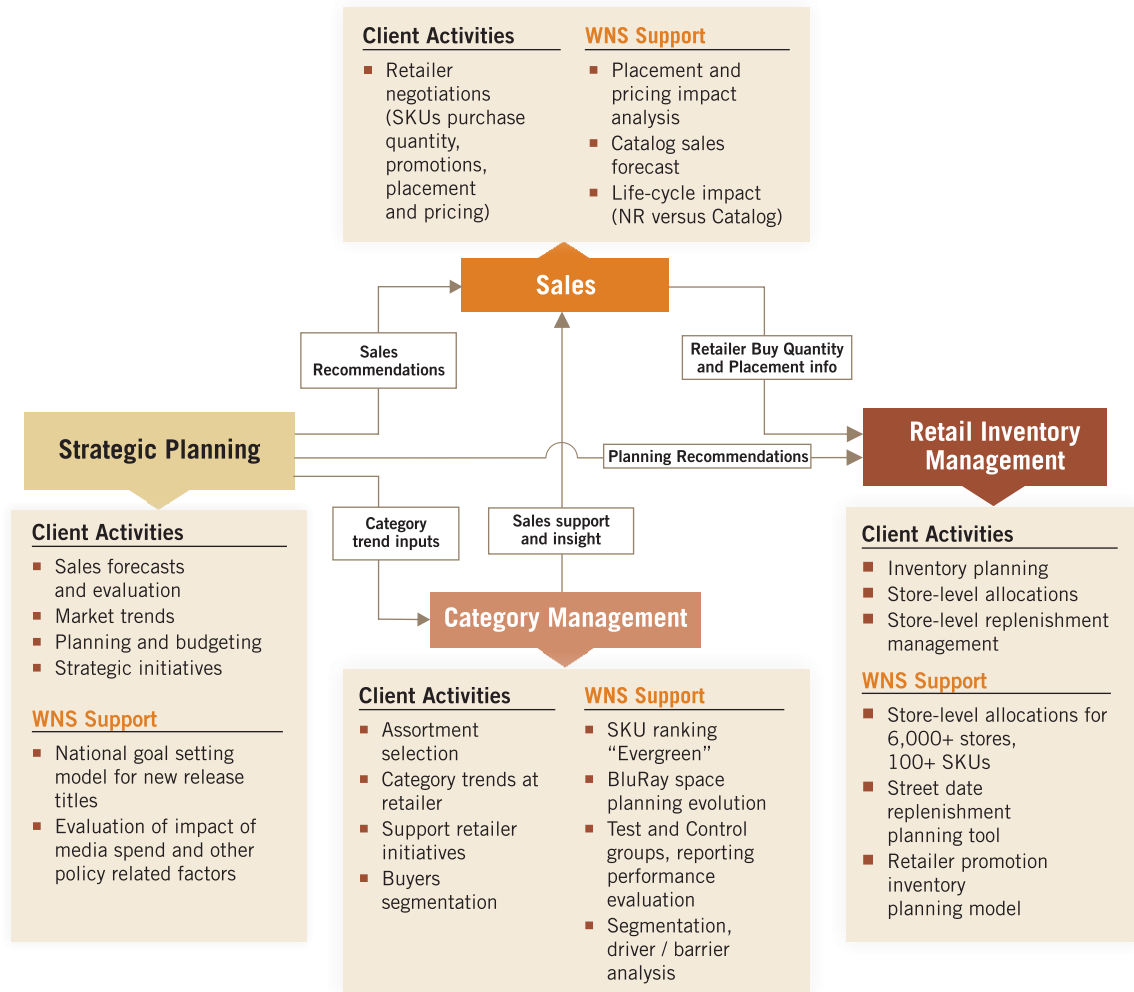 Client Activities
Retailer
negotiations
(SKUs purchase
quantity,
promotions,
placement
and pricing)
WNS Support
Placement and
pricing impact
analysis
Catalog sales
forecast
Life-cycle impact
(NR versus Catalog)
Sales
Sales
Recommendations
Retailer Buy Quantity
and Placement info
Strategic Planning
Planning Recommendations
Retail Inventory
Management
Category
trend inputs
Sales support
and insight
Category Management
Client Activities
Sales forecasts
and evaluation
Market trends
Planning and budgeting
Strategic initiatives
WNS Support
National goal setting
model for new release
titles
Evaluation of impact of
media spend and other
policy related factors
Client Activities
Assortment
selection
Category trends at
retailer
Support retailer
initiatives
Buyers
segmentation
WNS Support
SKU ranking
“Evergreen”
BluRay space
planning evolution
Test and Control
groups, reporting
performance
evaluation
Segmentation,
driver / barrier
analysis
Client Activities
Inventory planning
Store-level allocations
Store-level replenishment
management
WNS Support
Store-level allocations for
6,000+ stores,
100+ SKUs
Street date
replenishment
planning tool
Retailer promotion
inventory
planning model